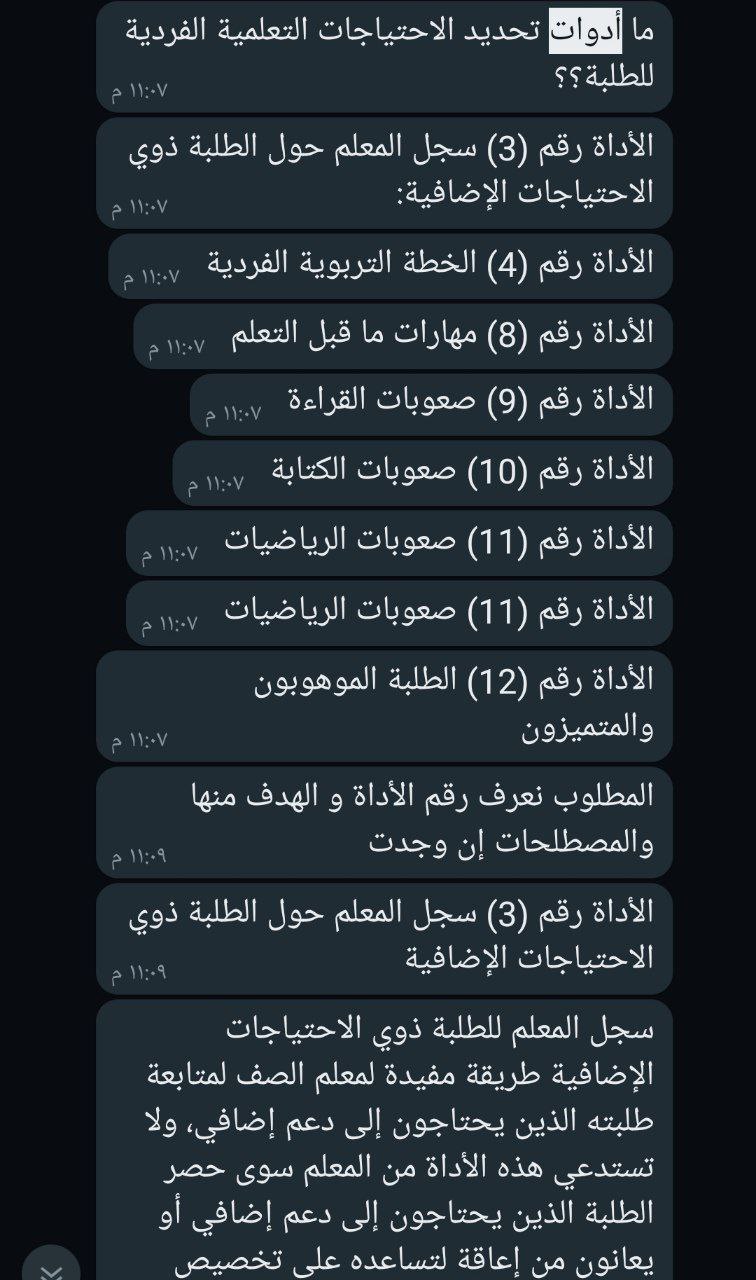 ما أدوات تحديد الاحتياجات التعلمية الفردية
للطلبة؟؟
١١:٠٧ م
الأداة رقم (3) سجل المعلم حول الطلبة ذوي
الاحتياجات الإضافية:
١١:٠٧ م
الأداة رقم (4) الخطة التربوية الفردية
١١:٠٧ م
الأداة رقم (8) مهارات ما قبل التعلم
١١:٠٧ م
الأداة رقم (9) صعوبات القراءة
١١:٠٧ م
الأداة رقم (10) صعوبات الكتابة
١١:٠٧ م
الأداة رقم (11) صعوبات الرياضيات
١١:٠٧ م
الأداة رقم (11) صعوبات الرياضيات
١١:٠٧ م
الأداة رقم (12) الطلبة الموهوبون
والمتميزون
١١:٠٧ م
المطلوب نعرف رقم الأداة و الهدف منها
والمصطلحات إن وجدت
١١:٠٩ م
الأداة رقم (3) سجل المعلم حول الطلبة ذوي
الاحتياجات الإضافية
١١:٠٩ م
سجل المعلم للطلبة ذوي الاحتياجات
الإضافية طريقة مفيدة لمعلم الصف لمتابعة
طلبته الذين يحتاجون إلى دعم إضافي، ولا
تستدعي هذه الأداة من المعلم سوى حصر
الطلبة الذين يحتاجون إلى دعم إضافي أو
يعانون من إعاقة لتساعده على تخصيص